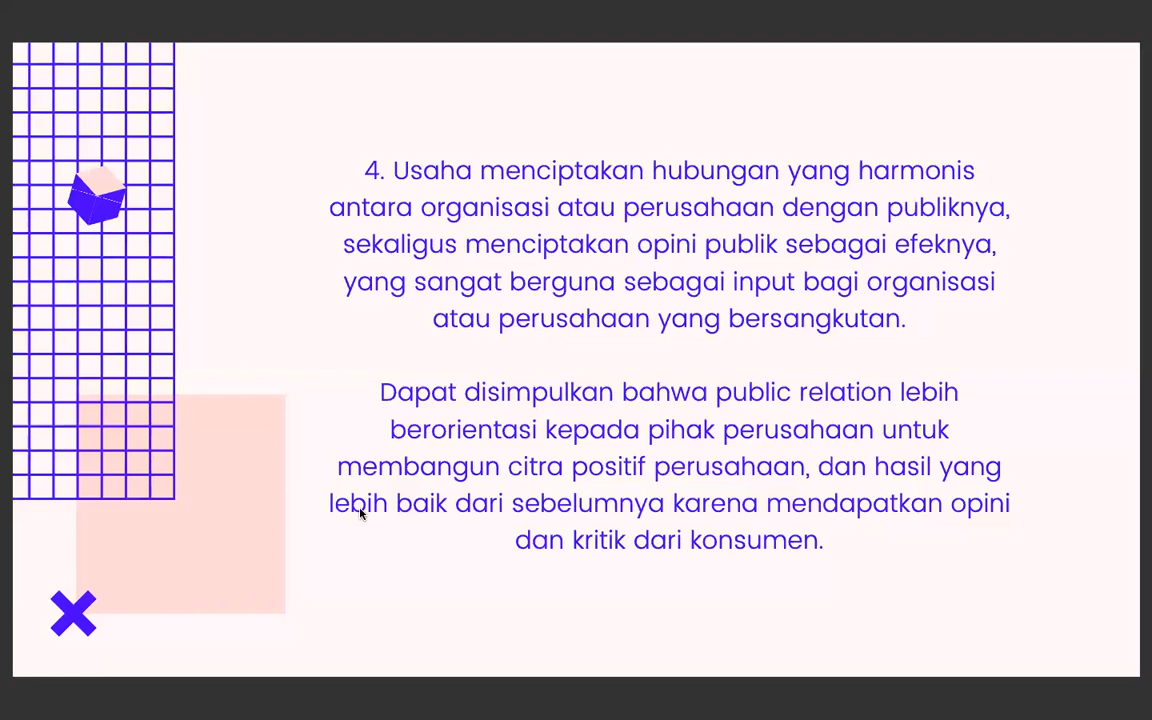 4. Usaha menciptakan hubungan yang harmonis
antara organisasi atau perusahaan dengan publiknya,
sekaligus menciptakan opini publik sebagai efeknya,
yang sangat berguna sebagai input bagi organisasi
atau perusahaan yang bersangkutan.
Dapat disimpulkan bahwa public relation lebih
berorientasi kepada pihak perusahaan untuk
membangun citra positif perusahaan, dan hasil yang
lebih baik dari sebelumnya karena mendapatkan opini
dan kritik dari konsumen.